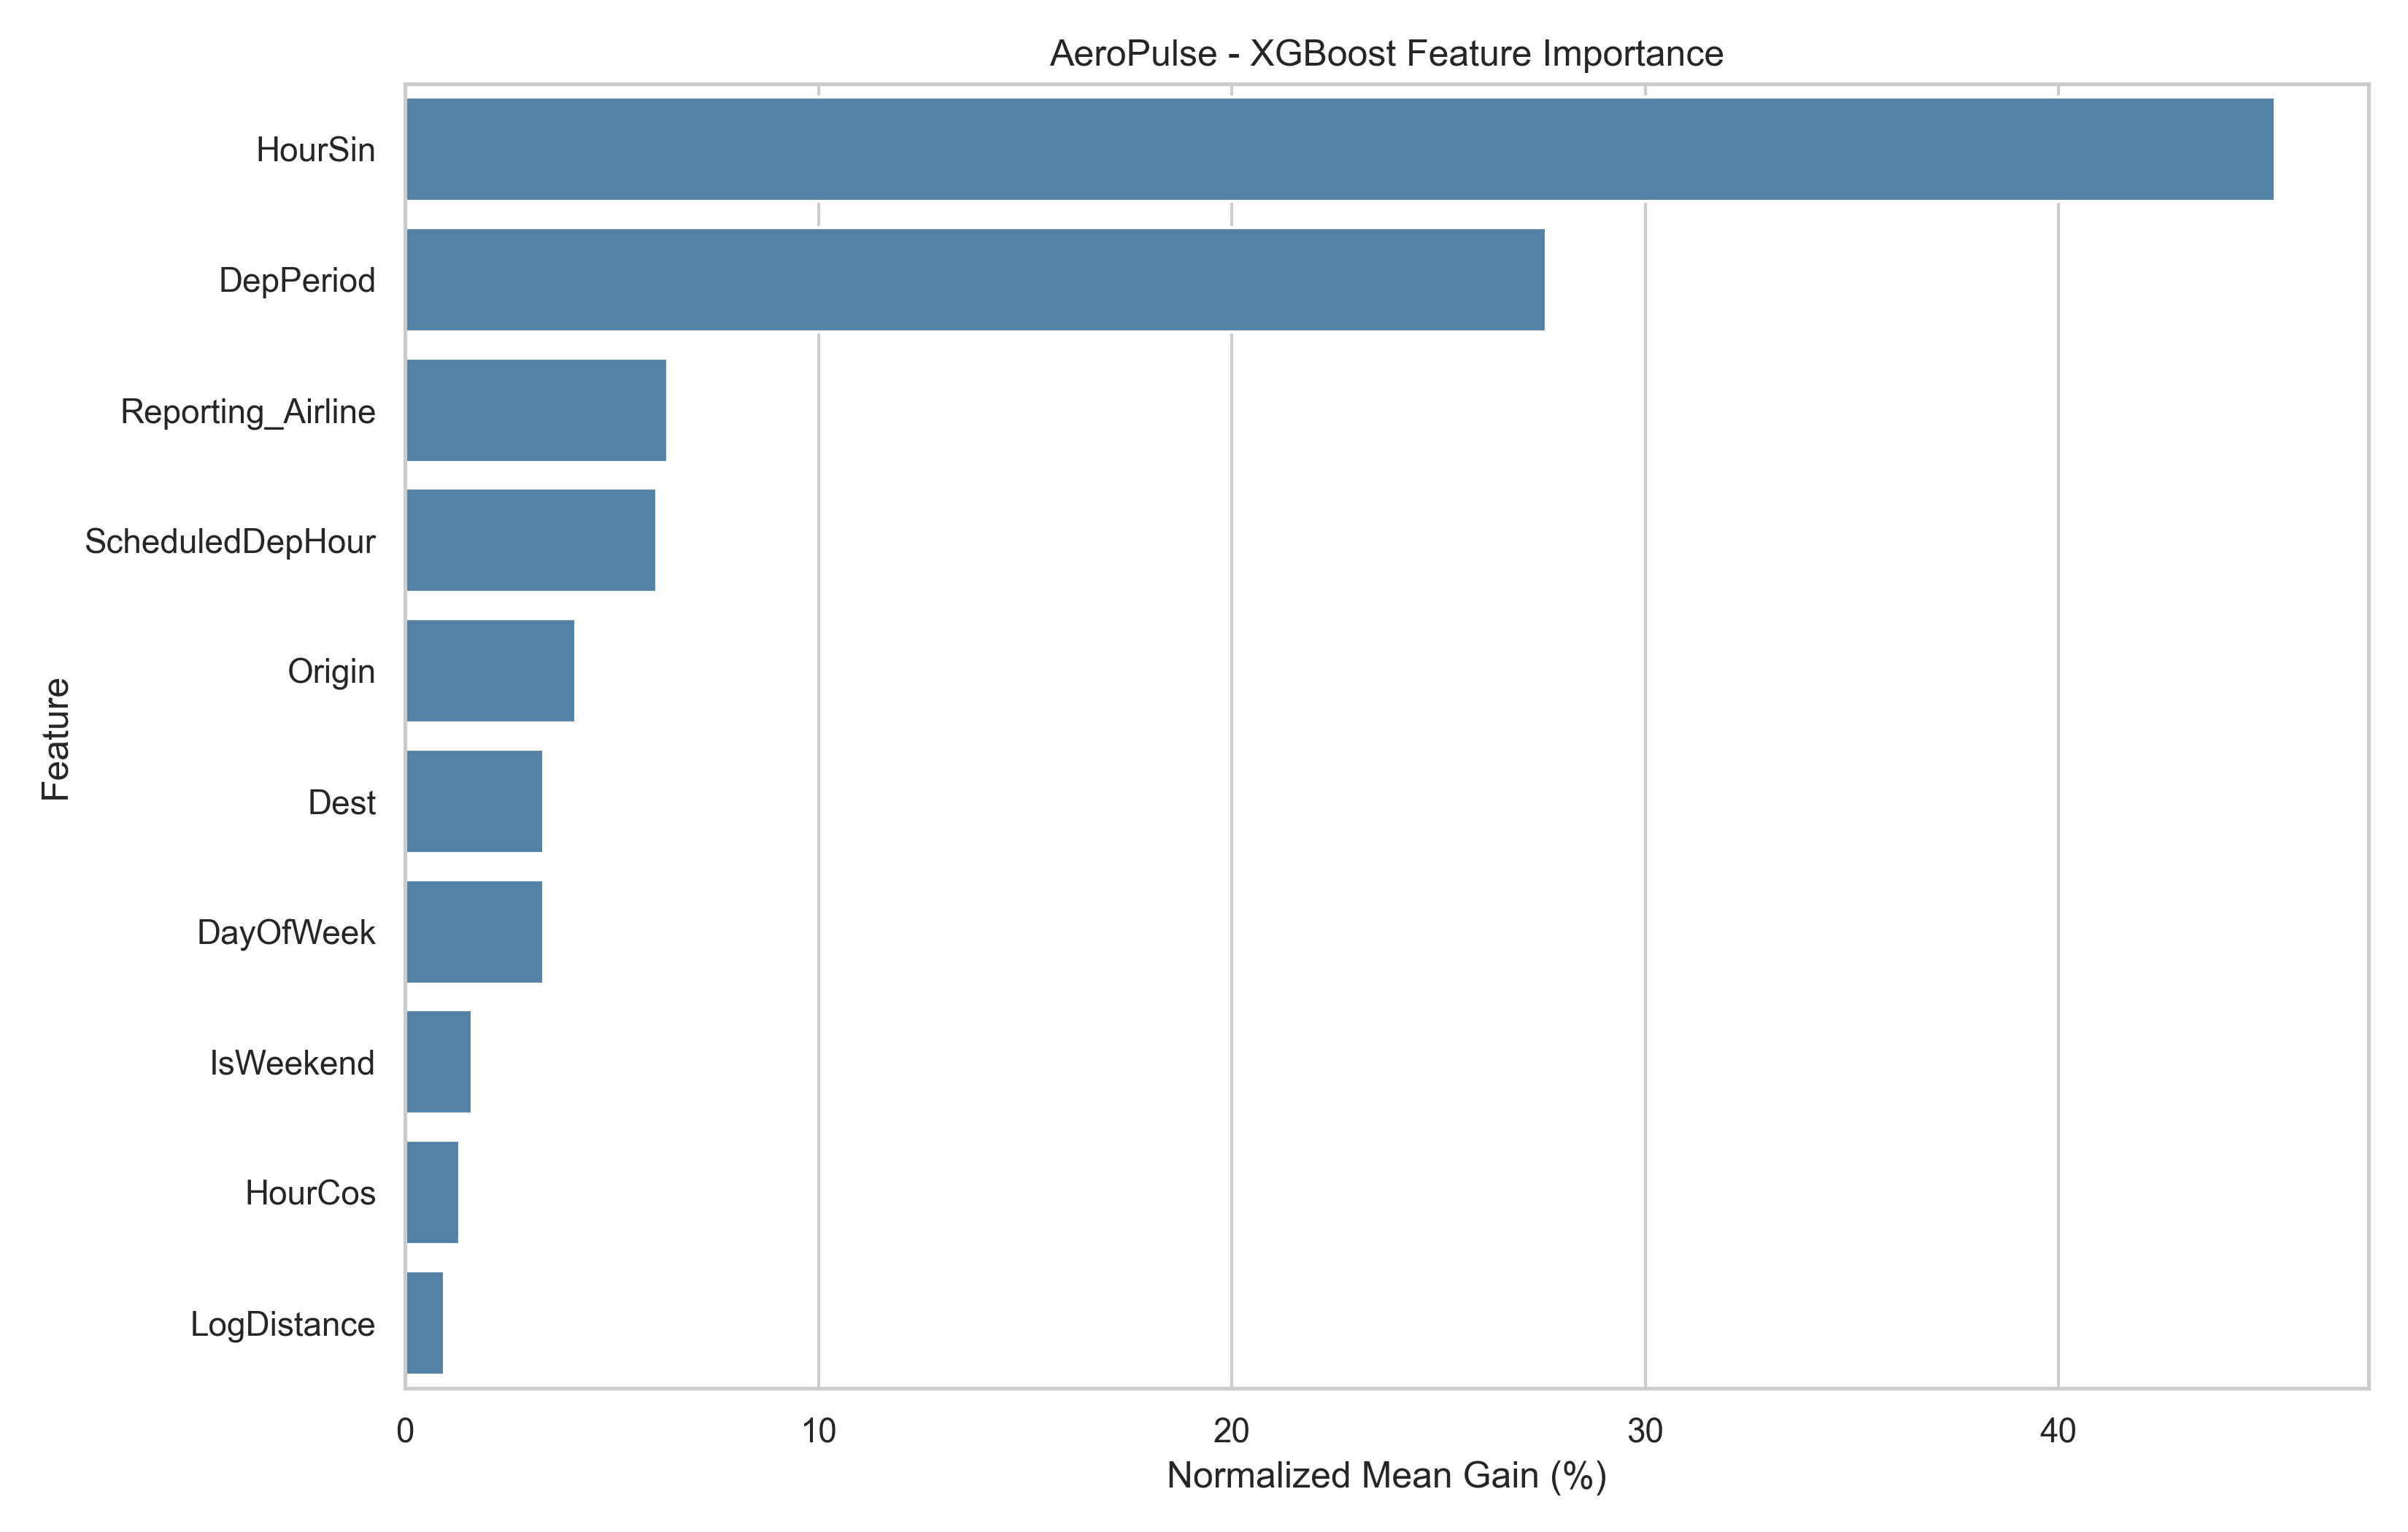 AeroPulse - XGBoost Feature Importance
HourSin
DepPeriod
Reporting_Airline
ScheduledDepHour
Origin
Dest
DayOfWeek
IsWeekend
HourCos
LogDistance
Feature
0 10 20 30 40
Normalized Mean Gain (%)